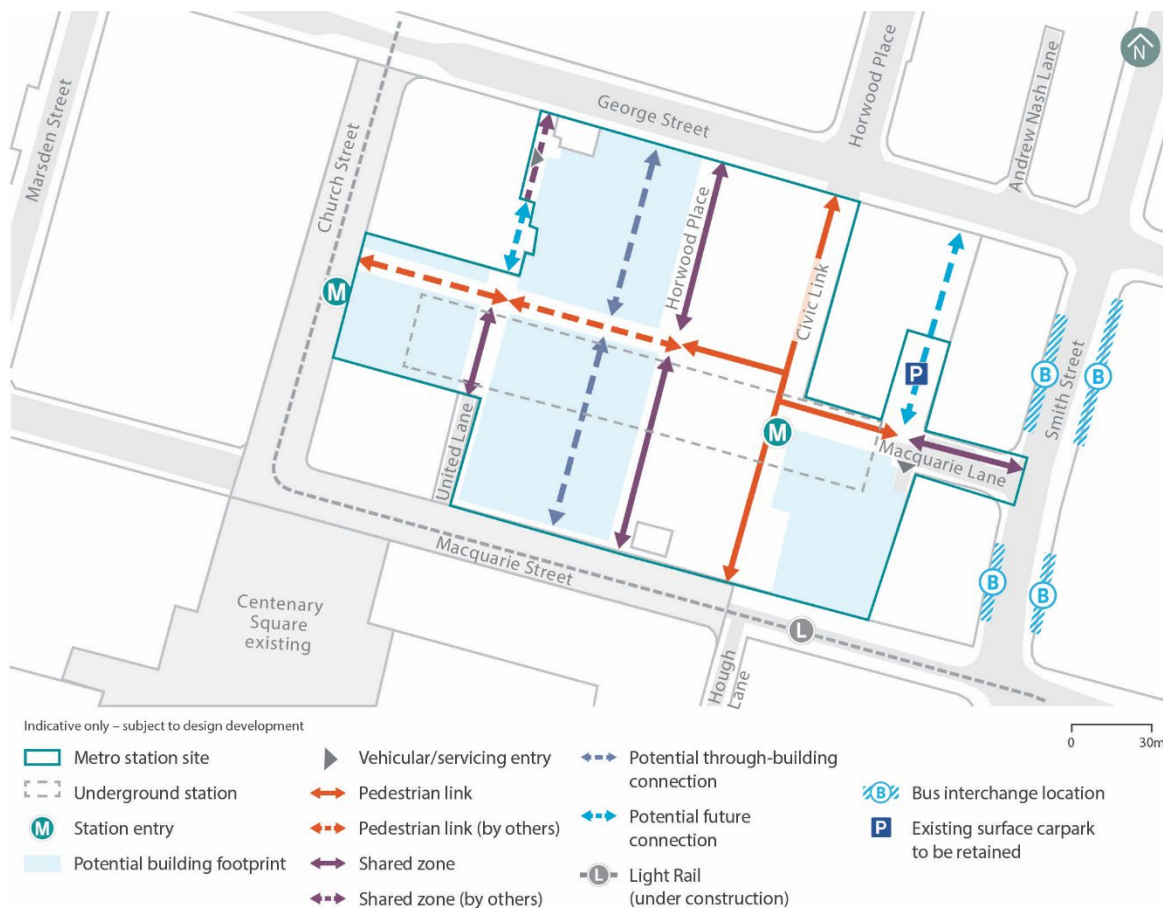 N
Marsden Street
Church Street
George Street
Horwood Place
Andrew Nash Lane
Horwood Place
Civic Link
M
P
B
B
Smith Street
M
Macquarie Lane
United Lane
Macquarie Street
B
B
Centenary
Square
existing
L
Hough
Lane
Indicative only – subject to design development
0 30m
Metro station site
Underground station
M Station entry
Potential building footprint
Vehicular/servicing entry
Pedestrian link
Pedestrian link (by others)
Shared zone
Shared zone (by others)
Potential through-building
connection
Potential future
connection
L Light Rail
(under construction)
B Bus interchange location
P Existing surface carpark
to be retained